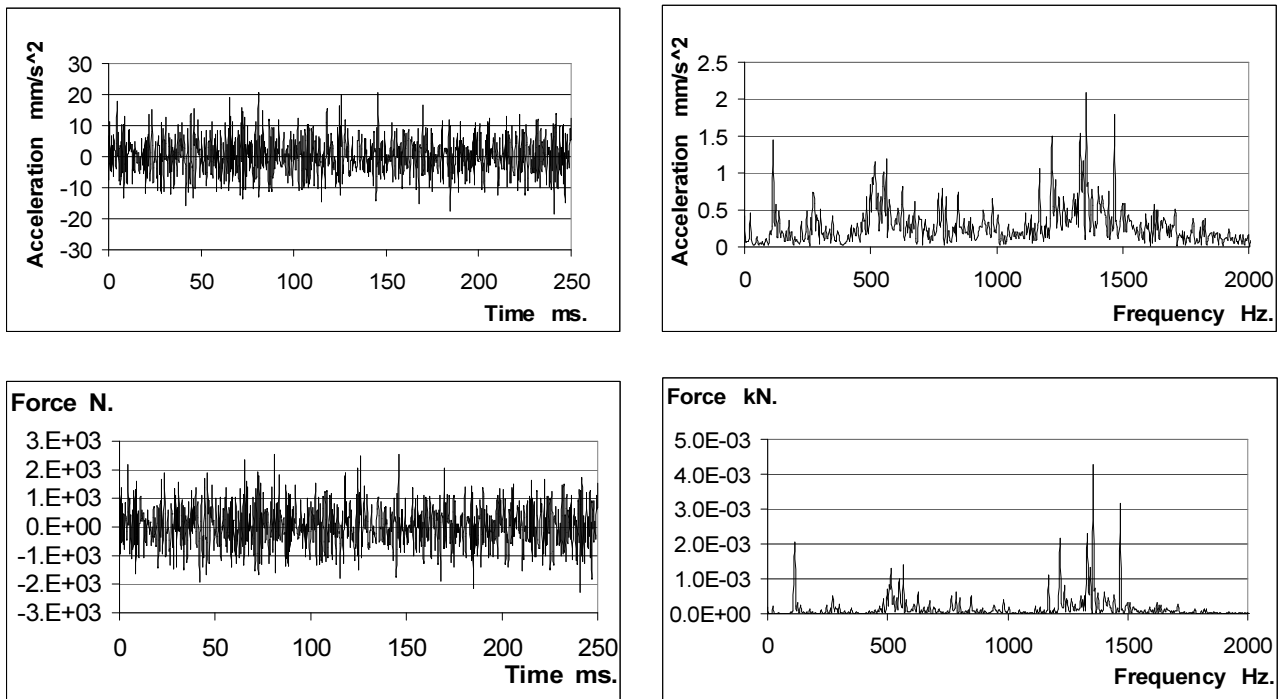 Acceleration mm/s^2
30
20
10
0
-10
-20
-30
0 50 100 150 200 250
Time ms.
Acceleration mm/s^2
2.5
2
1.5
1
0.5
0
0 500 1000 1500 2000
Frequency Hz.
Force N.
3.E+03
2.E+03
1.E+03
0.E+00
-1.E+03
-2.E+03
-3.E+03
0 50 100 150 200 250
Time ms.
Force kN.
5.0E-03
4.0E-03
3.0E-03
2.0E-03
1.0E-03
0.0E+00
0 500 1000 1500 2000
Frequency Hz.